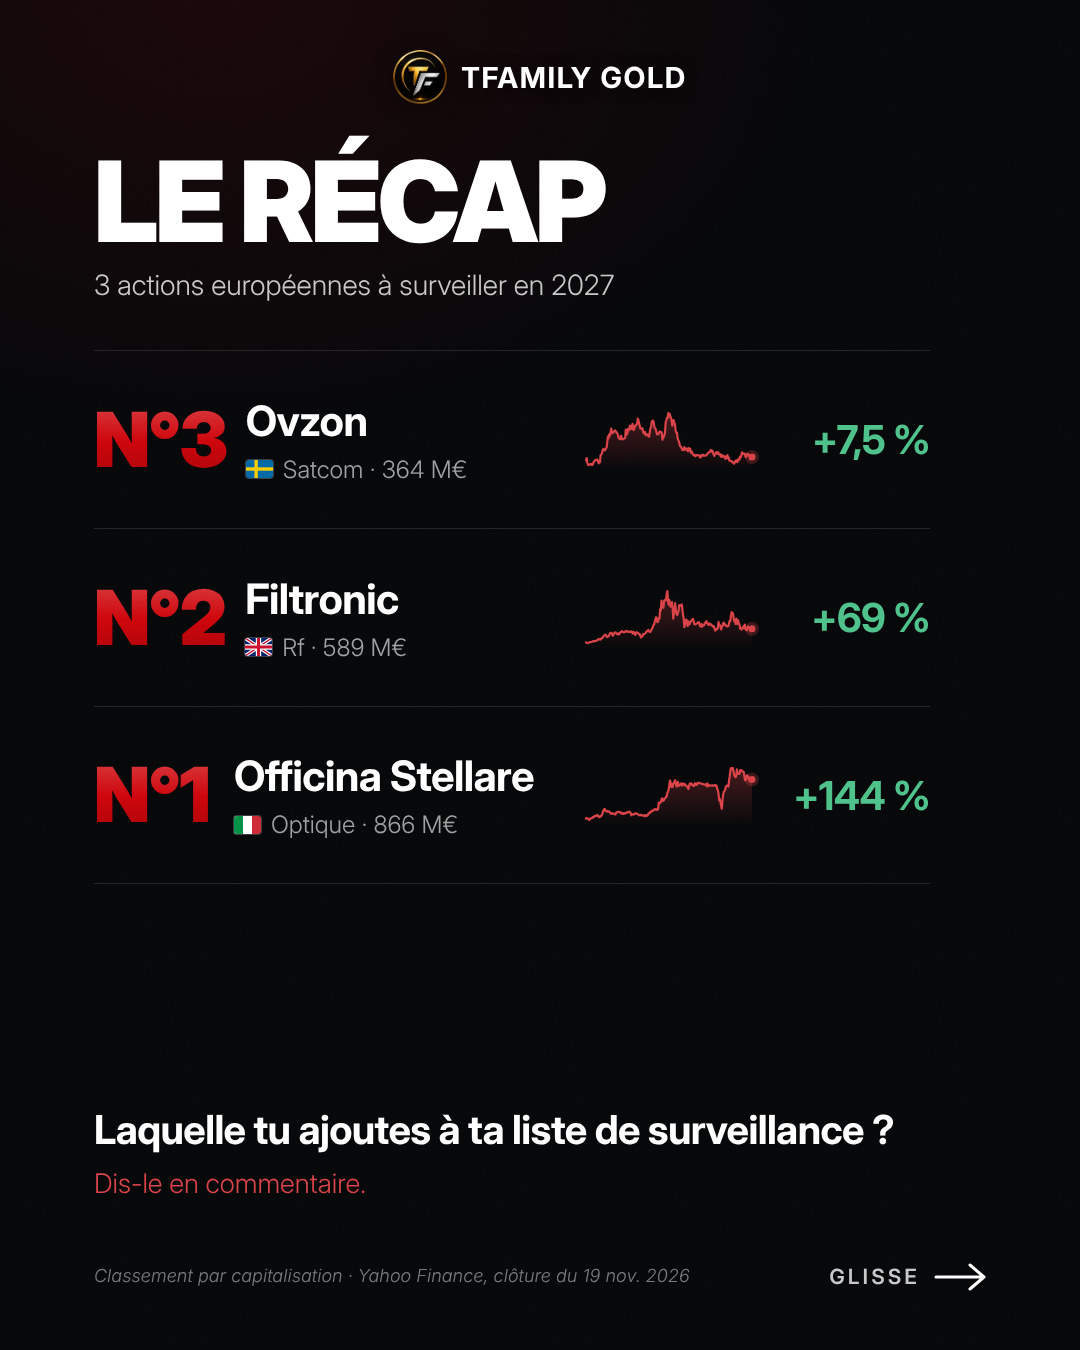 TF TFAMILY GOLD
LE RÉCAP
3 actions européennes à surveiller en 2027
N°3 Ovzon +7,5 %
Satcom · 364 M€
N°2 Filtronic +69 %
Rf · 589 M€
N°1 Officina Stellare +144 %
Optique · 866 M€
Laquelle tu ajoutes à ta liste de surveillance ?
Dis-le en commentaire.
Classement par capitalisation · Yahoo Finance, clôture du 19 nov. 2026
GLISSE